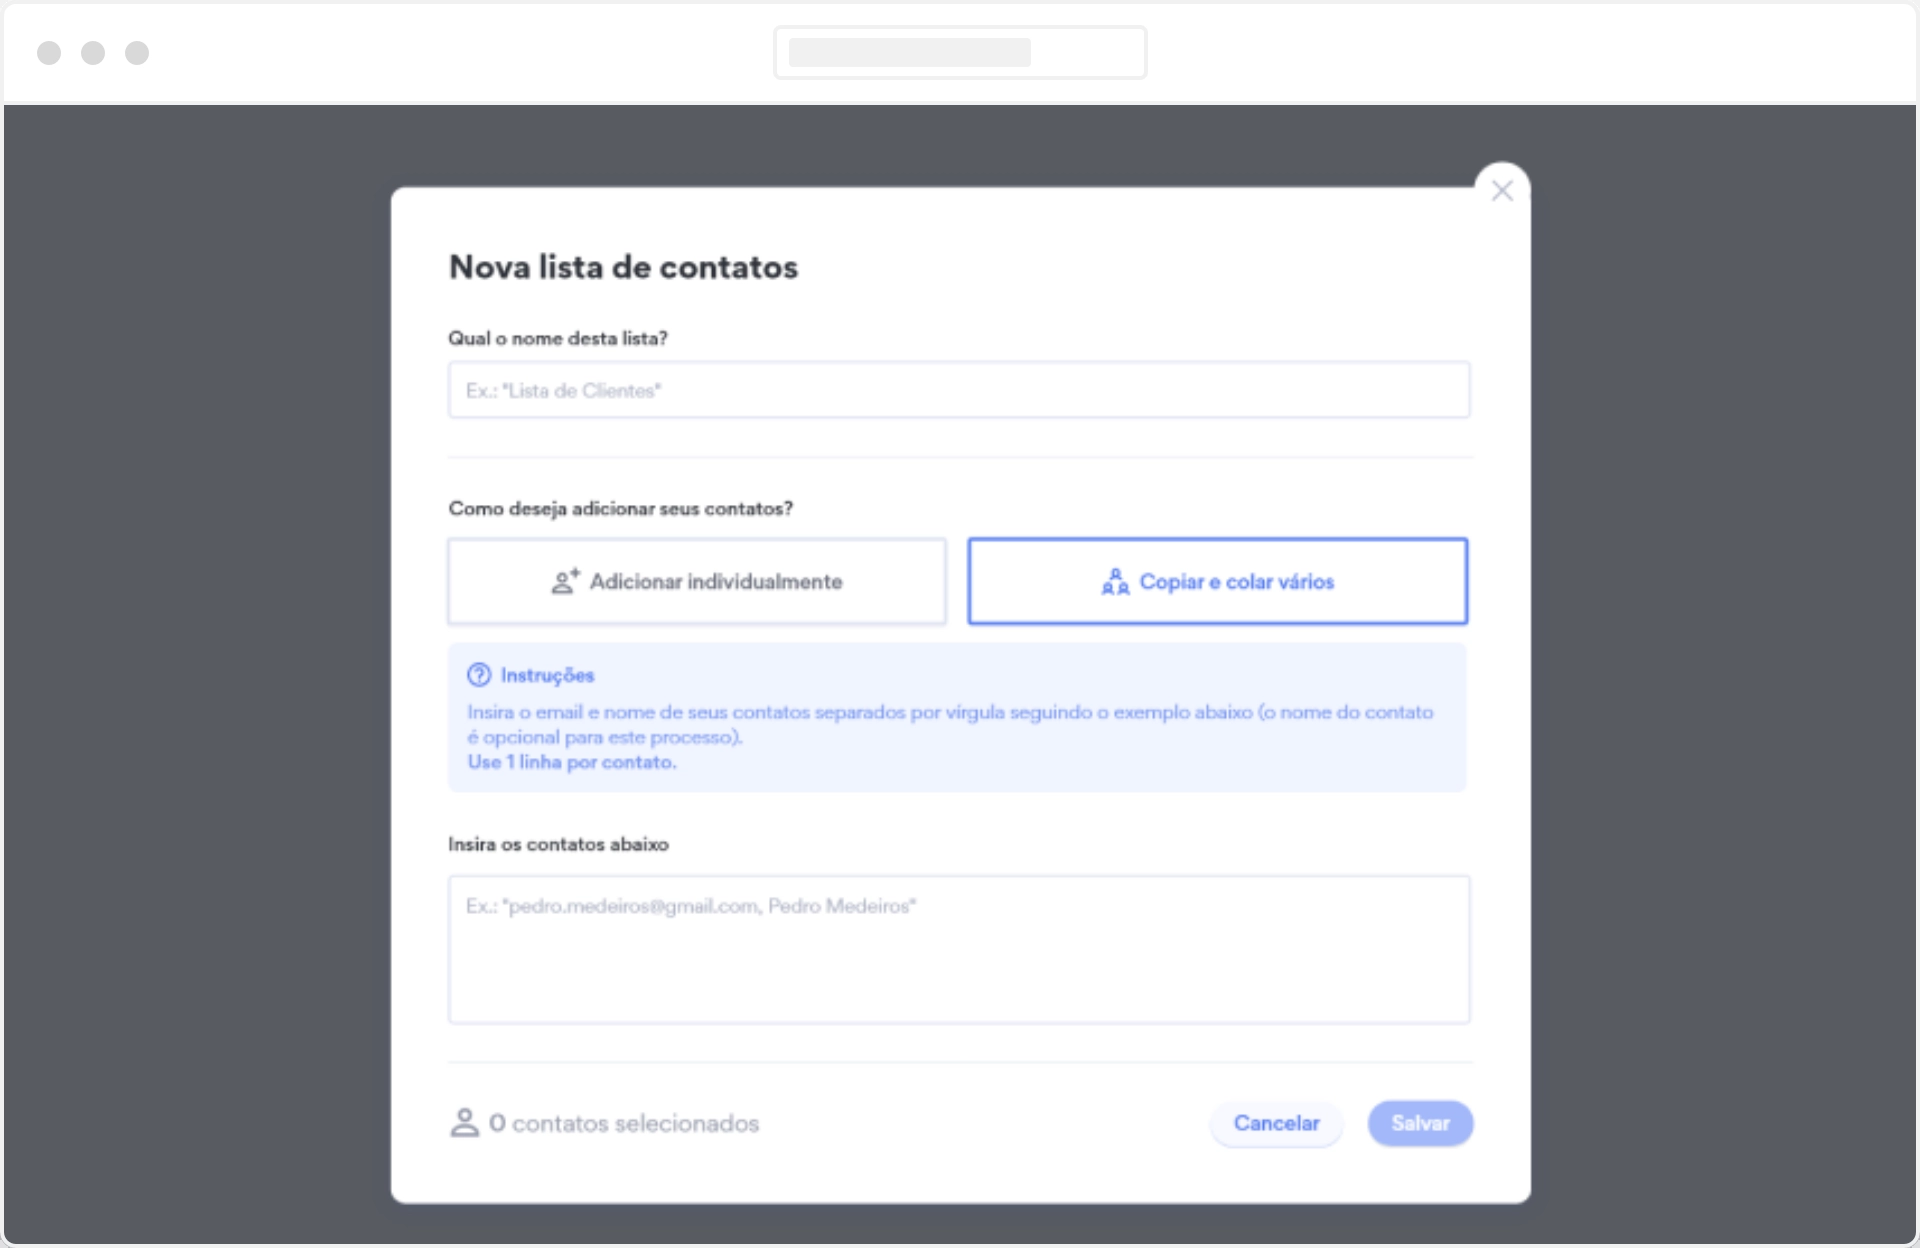 Nova lista de contatos
Qual o nome desta lista?
Ex.: "Lista de Clientes"
Como deseja adicionar seus contatos?
Adicionar individualmente
Copiar e colar vários
Instruções
Insira o email e nome de seus contatos separados por vírgula seguindo o exemplo abaixo (o nome do contato
é opcional para este processo).
Use 1 linha por contato.
Insira os contatos abaixo
Ex.: "pedro.medeiros@gmail.com, Pedro Medeiros"
0 contatos selecionados
Cancelar
Salvar